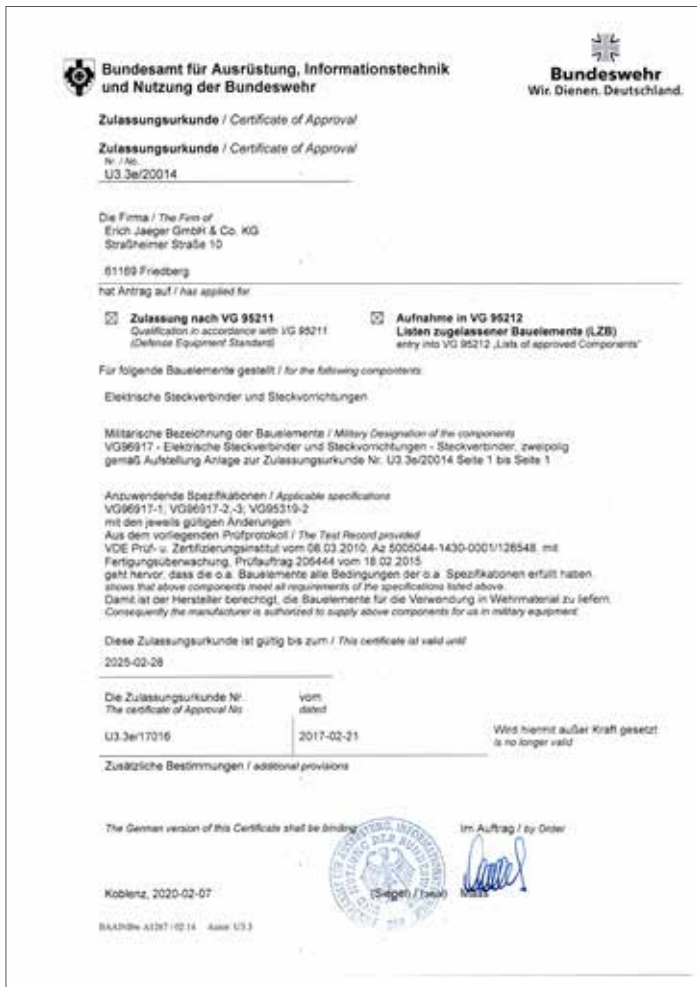 Bundesamt für Ausrüstung, Informationstechnik
und Nutzung der Bundeswehr
Bundeswehr
Wir. Dienen. Deutschland.
Zulassungsurkunde / Certificate of Approval
Zulassungsurkunde / Certificate of Approval
Nr. / No.
U3.3e/20014
Die Firma / The Firm of
Erich Jaeger GmbH & Co. KG
Straßheimer Straße 10
61169 Friedberg
hat Antrag auf / has applied for
Zulassung nach VG 95211
Qualification in accordance with VG 95211
(Defense Equipment Standard)
Aufnahme in VG 95212
Listen zugelassener Bauelemente (LZB)
entry into VG 95212 „Lists of approved Components"
Für folgende Bauelemente gestellt / for the following components
Elektrische Steckverbinder und Steckvorrichtungen
Militärische Bezeichnung der Bauelemente / Military Designation of the components
VG96917 - Elektrische Steckverbinder und Steckvorrichtungen - Steckverbinder, zweipolig
gemäß Aufstellung Anlage zur Zulassungsurkunde Nr. U3.3e/20014 Seite 1 bis Seite 1
Anzuwendende Spezifikationen / Applicable specifications
VG96917-1; VG96917-2,-3; VG95319-2
mit den jeweils gültigen Änderungen
Aus dem vorliegenden Prüfprotokoll / The Test Record provided
VDE Prüf- u. Zertifizierungsinstitut vom 08.03.2010, Az 5005044-1430-0001/126548 mit
Fertigungsüberwachung, Prüfauftrag 206444 vom 18.02.2015
geht hervor, dass die o.a. Bauelemente alle Bedingungen der o.a. Spezifikationen erfüllt haben.
shows that above components meet all requirements of the specifications listed above.
Damit ist der Hersteller berechtigt, die Bauelemente für die Verwendung in Wehrmaterial zu liefern.
Consequently the manufacturer is authorized to supply above components for us in military equipment
Diese Zulassungsurkunde ist gültig bis zum / This certificate ist valid until
2025-02-28
Die Zulassungsurkunde Nr. vom
The certificate of Approval No dated
U3.3e/17016 2017-02-21
Wird hiermit außer Kraft gesetzt
is no longer valid
Zusätzliche Bestimmungen / additional provisions
The German version of this Certificate shall be binding
Im Auftrag / by Order
Koblenz, 2020-02-07
(Siegel) / (seal)
Maas
BAAINBw A1267 / 02.14 Autor U3.3